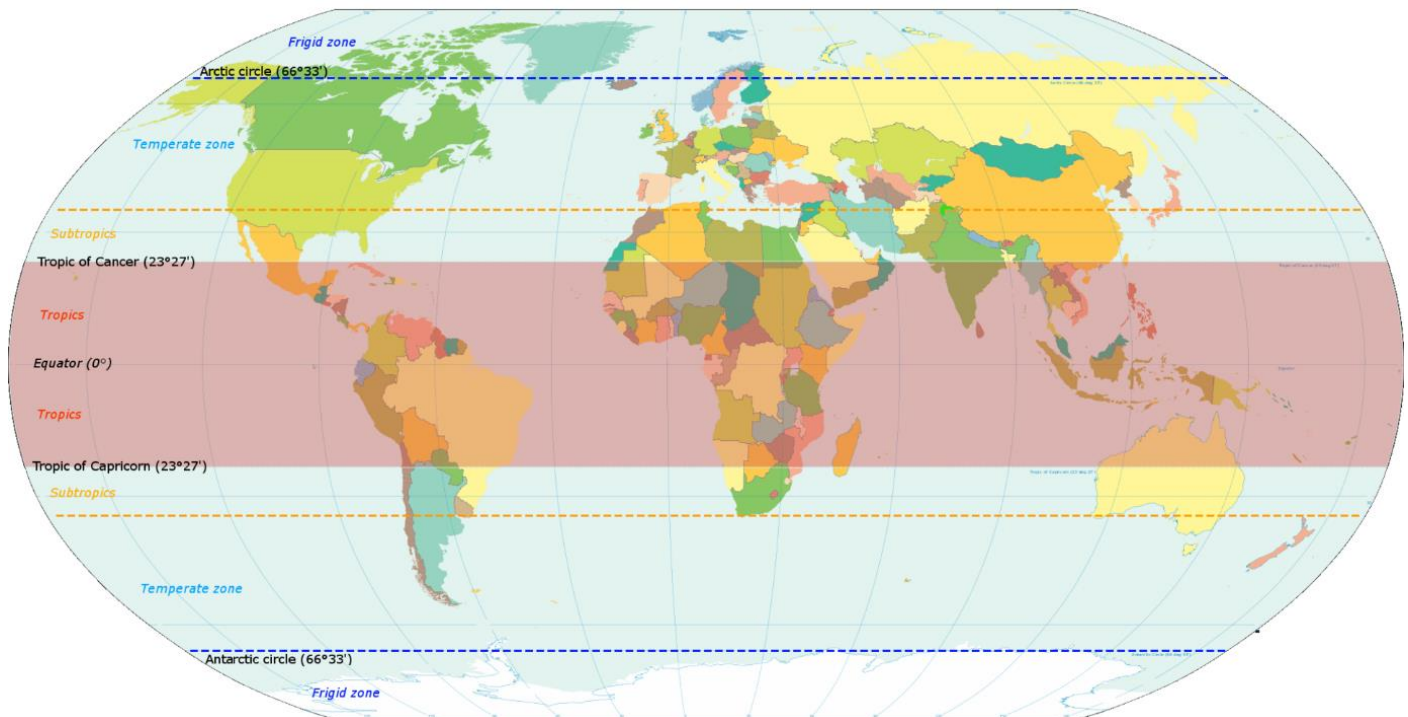 Frigid zone
Arctic circle (66°33')
Temperate zone
Subtropics
Tropic of Cancer (23°27')
Tropics
Equator (0°)
Tropics
Tropic of Capricorn (23°27')
Subtropics
Temperate zone
Antarctic circle (66°33')
Frigid zone